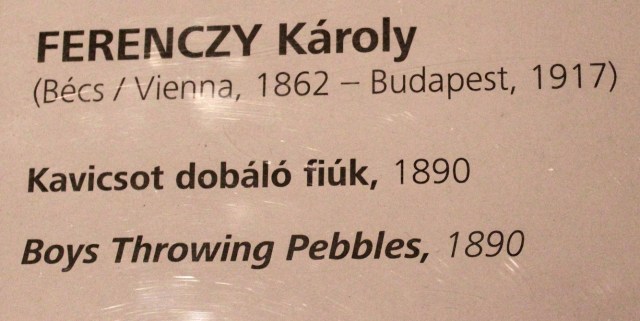 FERENCZY Károly
(Bécs / Vienna, 1862 – Budapest, 1917)
Kavicsot dobáló fiúk, 1890
Boys Throwing Pebbles, 1890